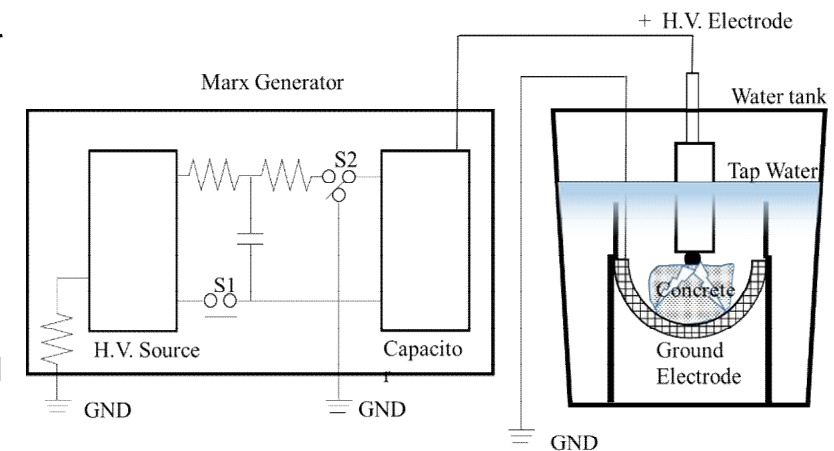 + H.V. Electrode
Marx Generator
Water tank
S2
Tap Water
S1
Concrete
H.V. Source
Capacito
r
Ground
Electrode
GND
GND
GND